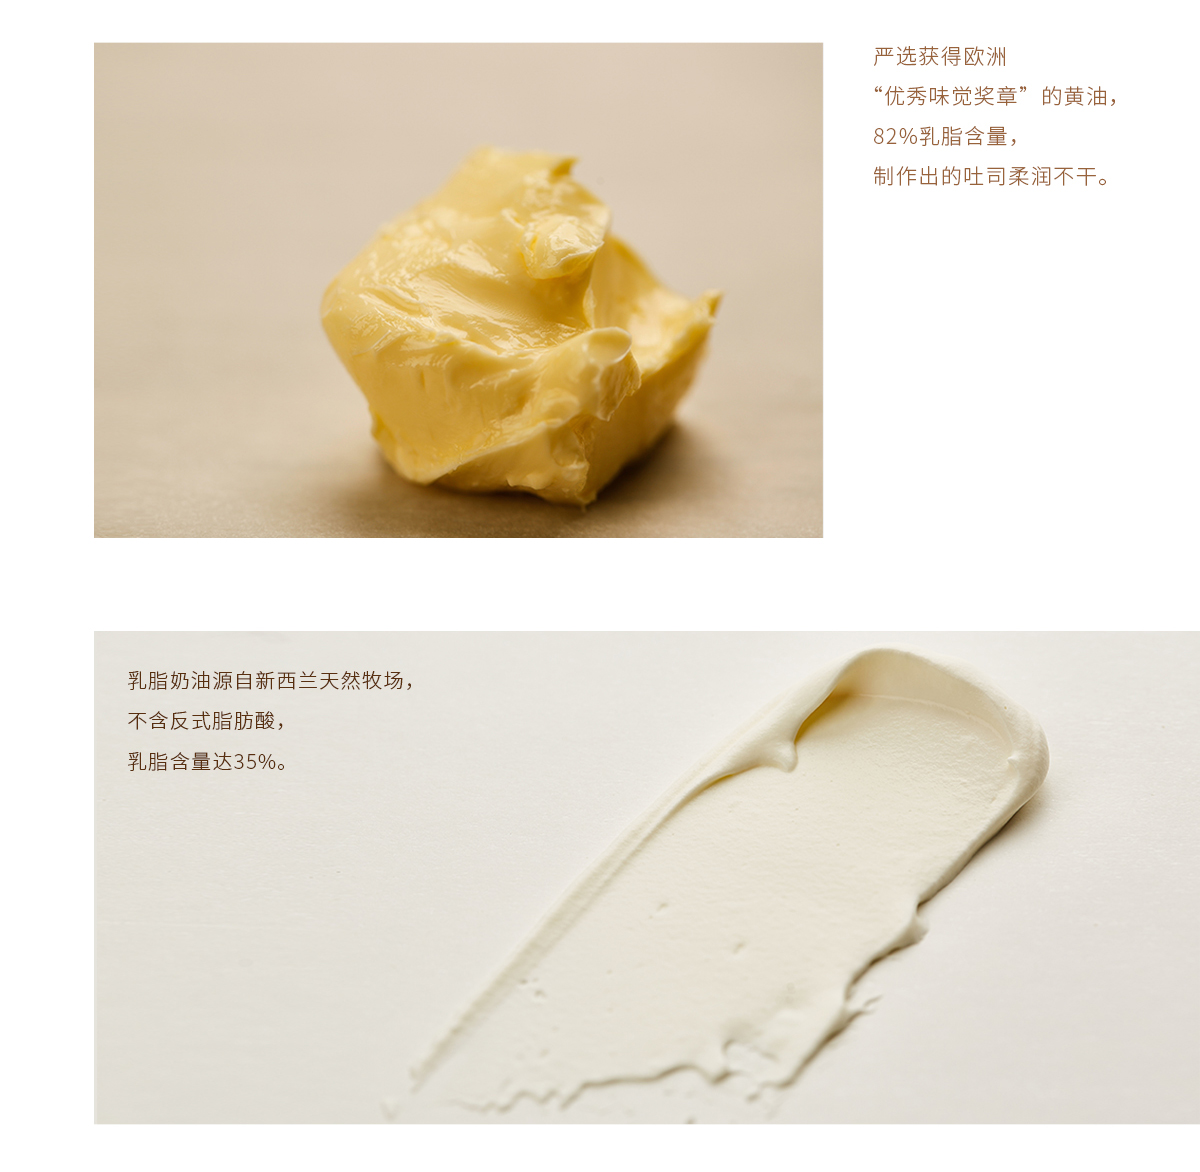 严选获得欧洲
“优秀味觉奖章”的黄油，
82%乳脂含量，
制作出的吐司柔润不干。
乳脂奶油源自新西兰天然牧场，
不含反式脂肪酸，
乳脂含量达35%。